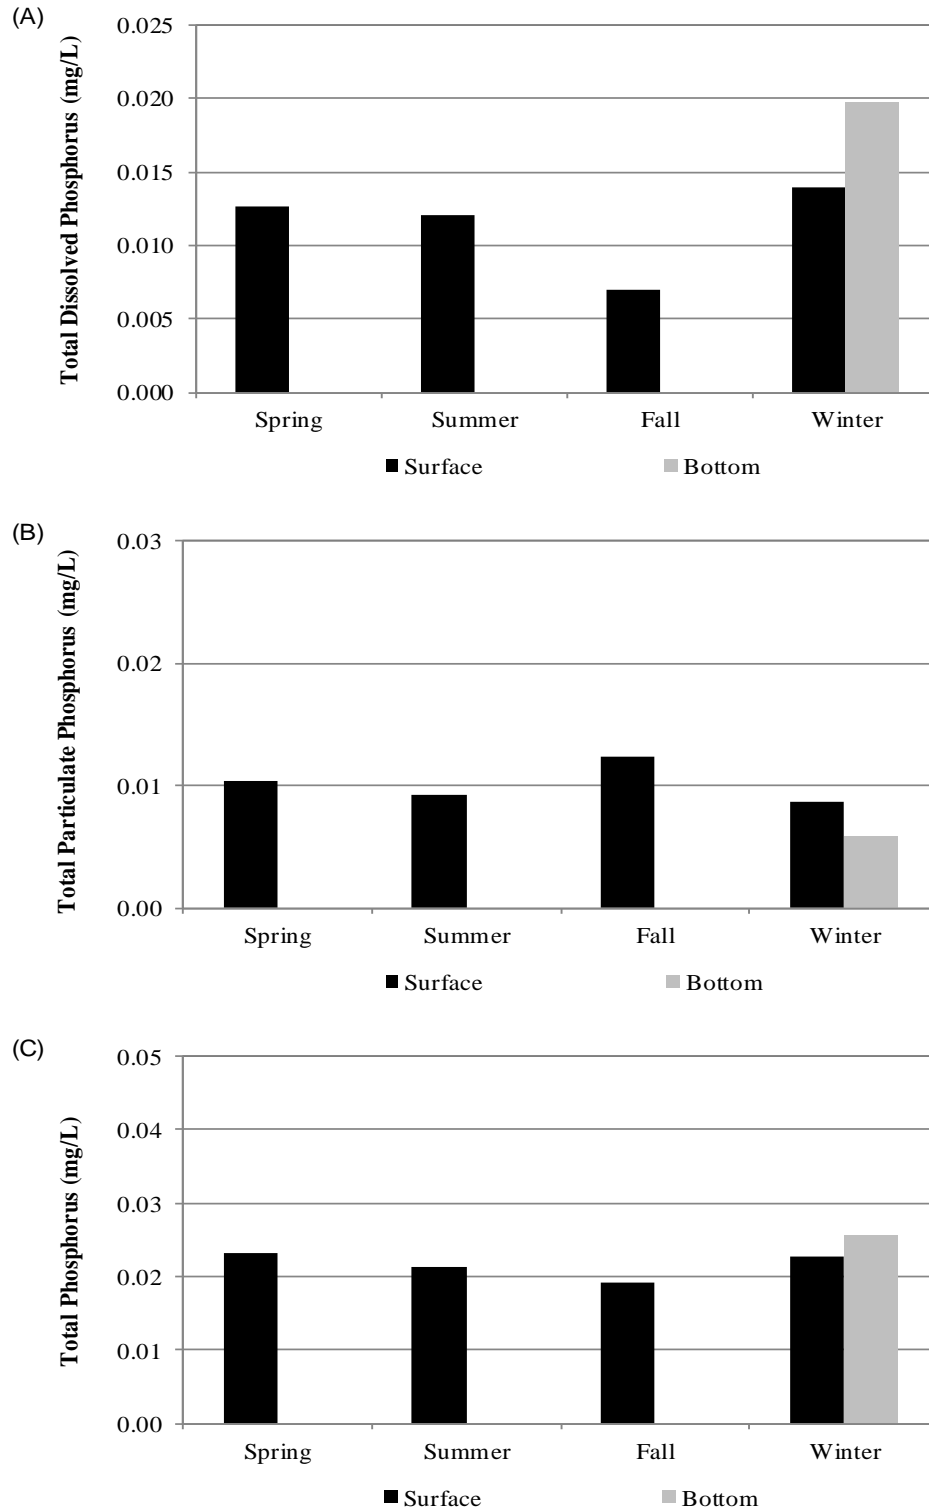 (A)
Total Dissolved Phosphorus (mg/L)
0.025
0.020
0.015
0.010
0.005
0.000
Spring Summer Fall Winter
Surface Bottom
(B)
Total Particulate Phosphorus (mg/L)
0.03
0.02
0.01
0.00
Spring Summer Fall Winter
Surface Bottom
(C)
Total Phosphorus (mg/L)
0.05
0.04
0.03
0.02
0.01
0.00
Spring Summer Fall Winter
Surface Bottom